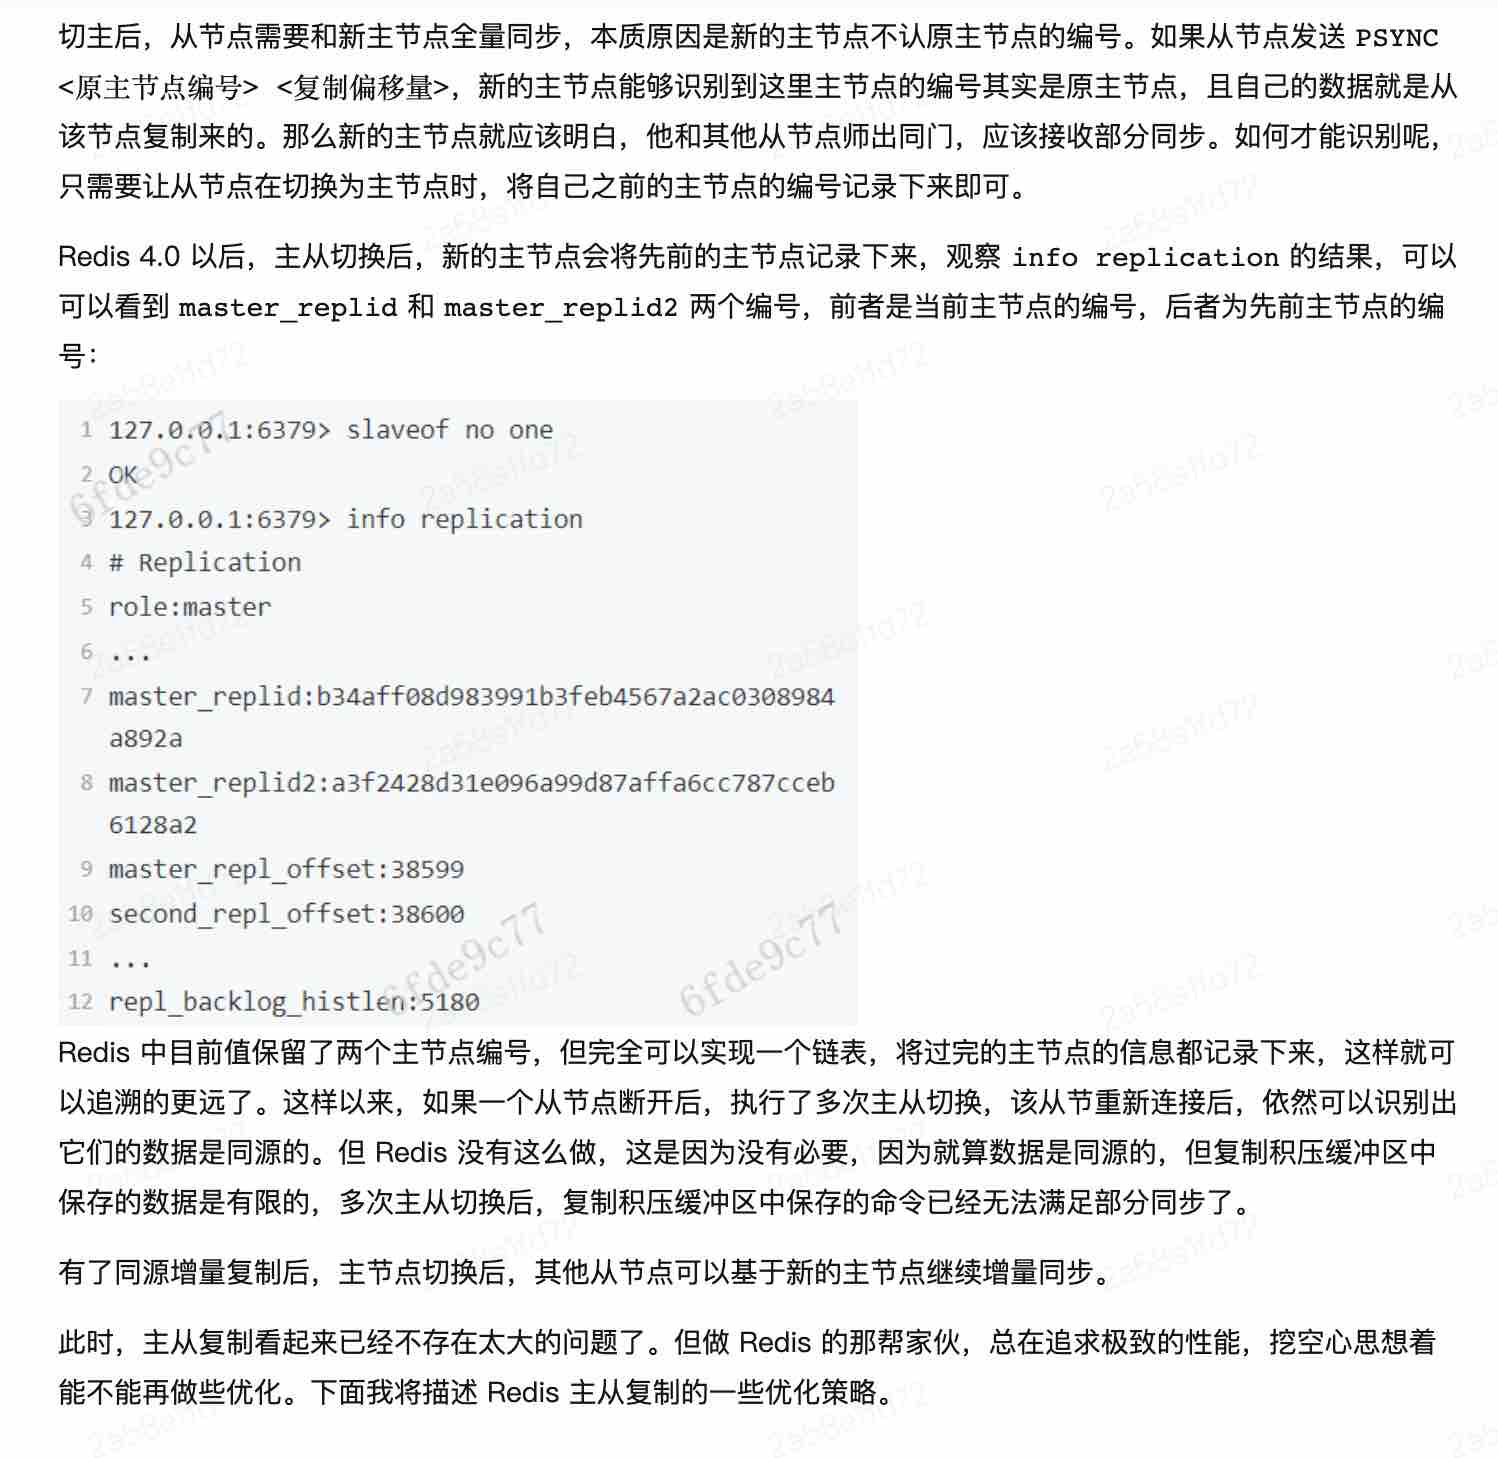 切主后，从节点需要和新主节点全量同步，本质原因是新的主节点不认原主节点的编号。如果从节点发送 PSYNC
<原主节点编号> <复制偏移量>，新的主节点能够识别到这里主节点的编号其实是原主节点，且自己的数据就是从
该节点复制来的。那么新的主节点就应该明白，他和其他从节点师出同门，应该接收部分同步。如何才能识别呢，
只需要让从节点在切换为主节点时，将自己之前的主节点的编号记录下来即可。
Redis 4.0 以后，主从切换后，新的主节点会将先前的主节点记录下来，观察 info replication 的结果，可以
可以看到 master_replid 和 master_replid2 两个编号，前者是当前主节点的编号，后者为先前主节点的编
号：
1 127.0.0.1:6379> slaveof no one
2 OK
3 127.0.0.1:6379> info replication
4 # Replication
5 role:master
6 ...
7 master_replid:b34aff08d983991b3feb4567a2ac0308984
a892a
8 master_replid2:a3f2428d31e096a99d87affa6cc787cceb
6128a2
9 master_repl_offset:38599
10 second_repl_offset:38600
11 ...
12 repl_backlog_histlen:5180
6fde9c77
6fde9c77
6fde9c77
Redis 中目前值保留了两个主节点编号，但完全可以实现一个链表，将过完的主节点的信息都记录下来，这样就可
以追溯的更远了。这样以来，如果一个从节点断开后，执行了多次主从切换，该从节重新连接后，依然可以识别出
它们的数据是同源的。但 Redis 没有这么做，这是因为没有必要，因为就算数据是同源的，但复制积压缓冲区中
保存的数据是有限的，多次主从切换后，复制积压缓冲区中保存的命令已经无法满足部分同步了。
有了同源增量复制后，主节点切换后，其他从节点可以基于新的主节点继续增量同步。
此时，主从复制看起来已经不存在太大的问题了。但做 Redis 的那帮家伙，总在追求极致的性能，挖空心思想着
能不能再做些优化。下面我将描述 Redis 主从复制的一些优化策略。